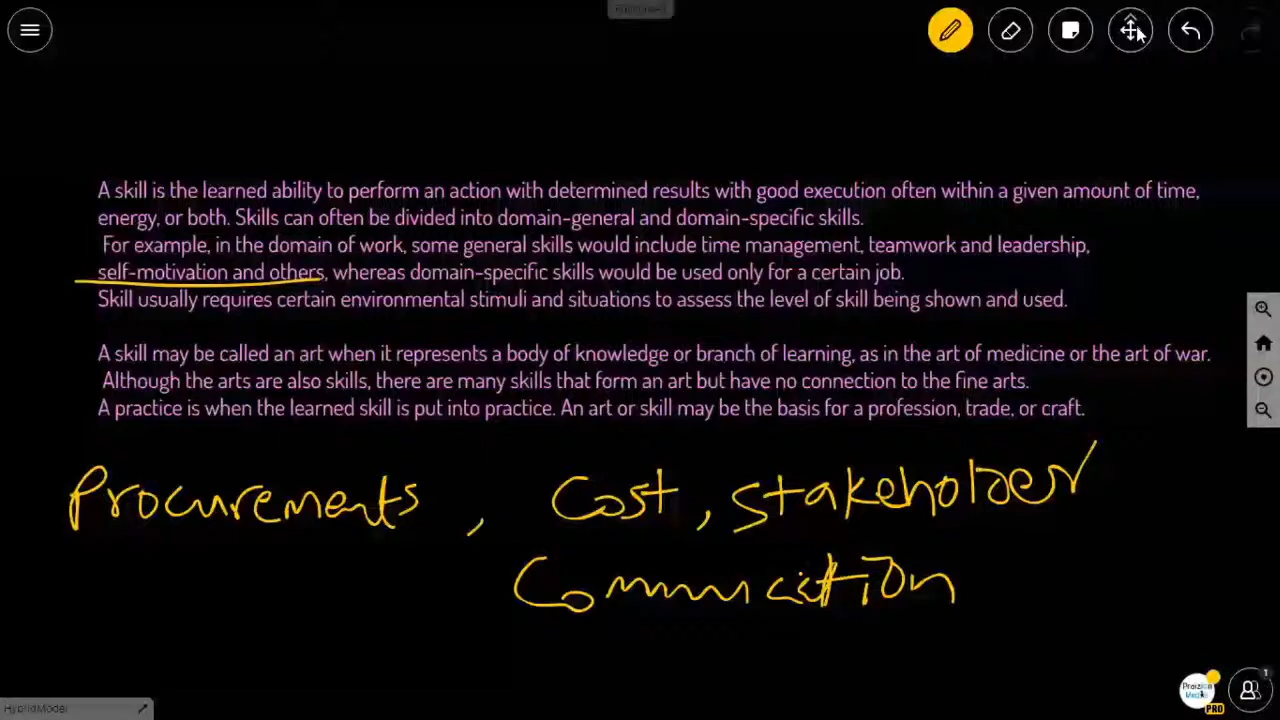 A skill is the learned ability to perform an action with determined results with good execution often within a given amount of time,
energy, or both. Skills can often be divided into domain-general and domain-specific skills.
For example, in the domain of work, some general skills would include time management, teamwork and leadership,
self-motivation and others, whereas domain-specific skills would be used only for a certain job.
Skill usually requires certain environmental stimuli and situations to assess the level of skill being shown and used.
A skill may be called an art when it represents a body of knowledge or branch of learning, as in the art of medicine or the art of war.
Although the arts are also skills, there are many skills that form an art but have no connection to the fine arts.
A practice is when the learned skill is put into practice. An art or skill may be the basis for a profession, trade, or craft.
Procurements, Cost, Stakeholder
1
PRO
HybridModel